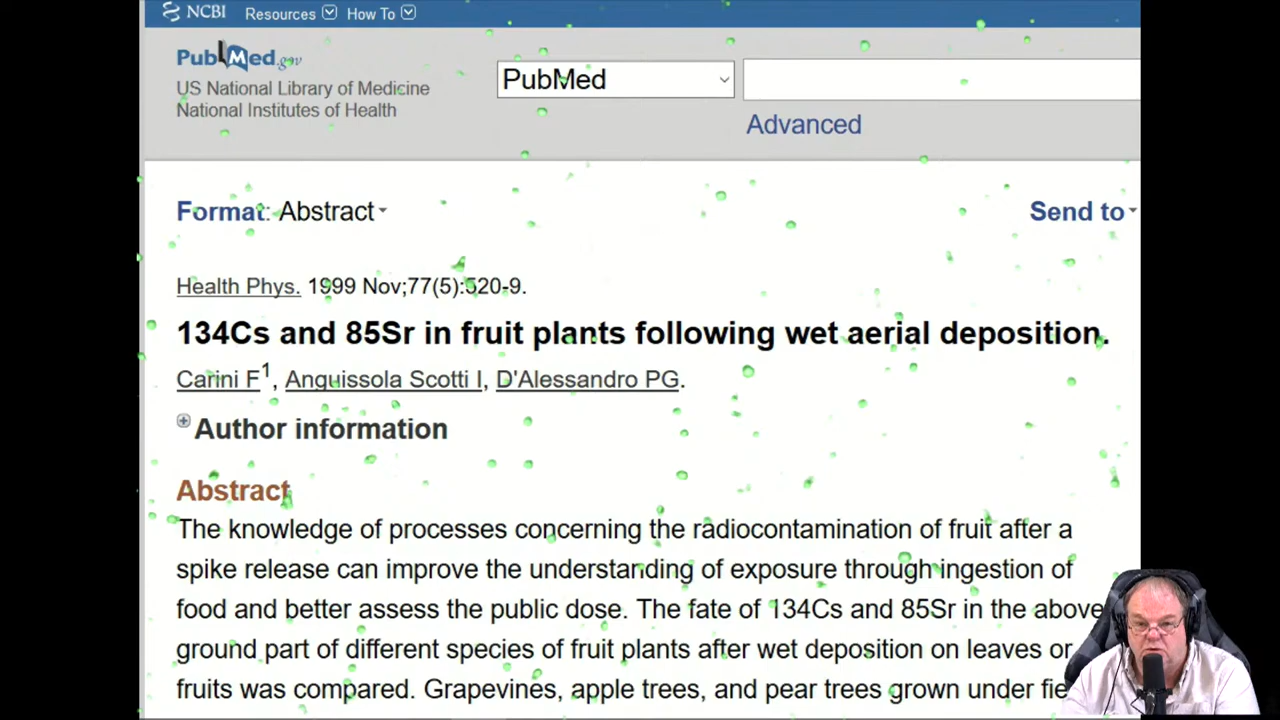 NCBI Resources How To
PubMed.gov
US National Library of Medicine
National Institutes of Health
PubMed
Advanced
Format: Abstract
Send to
Health Phys. 1999 Nov;77(5):520-9.
134Cs and 85Sr in fruit plants following wet aerial deposition.
Carini F1, Anguissola Scotti I, D'Alessandro PG.
Author information
Abstract
The knowledge of processes concerning the radiocontamination of fruit after a
spike release can improve the understanding of exposure through ingestion of
food and better assess the public dose. The fate of 134Cs and 85Sr in the above
ground part of different species of fruit plants after wet deposition on leaves or
fruits was compared. Grapevines, apple trees, and pear trees grown under fie